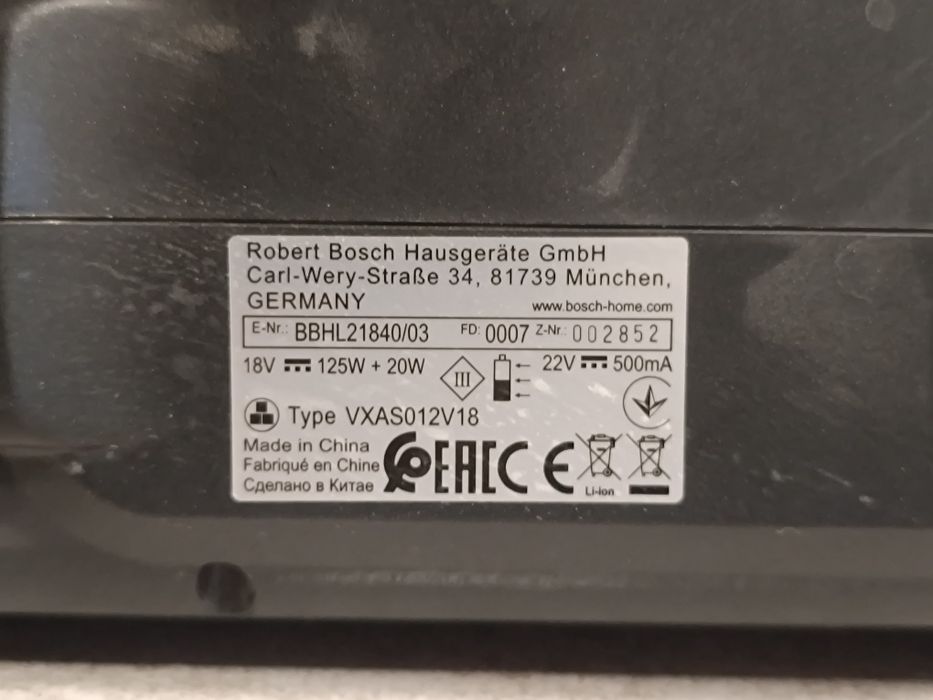 Robert Bosch Hausgeräte GmbH
Carl-Wery-Straße 34, 81739 München,
GERMANY
www.bosch-home.com
E-Nr.: BBHL21840/03 FD: 0007 Z-Nr.: 002852
18V 125W + 20W III 22V 500mA
Type VXAS012V18
Made in China
Fabriqué en Chine
Сделано в Китае
EAC CE
Li-Ion